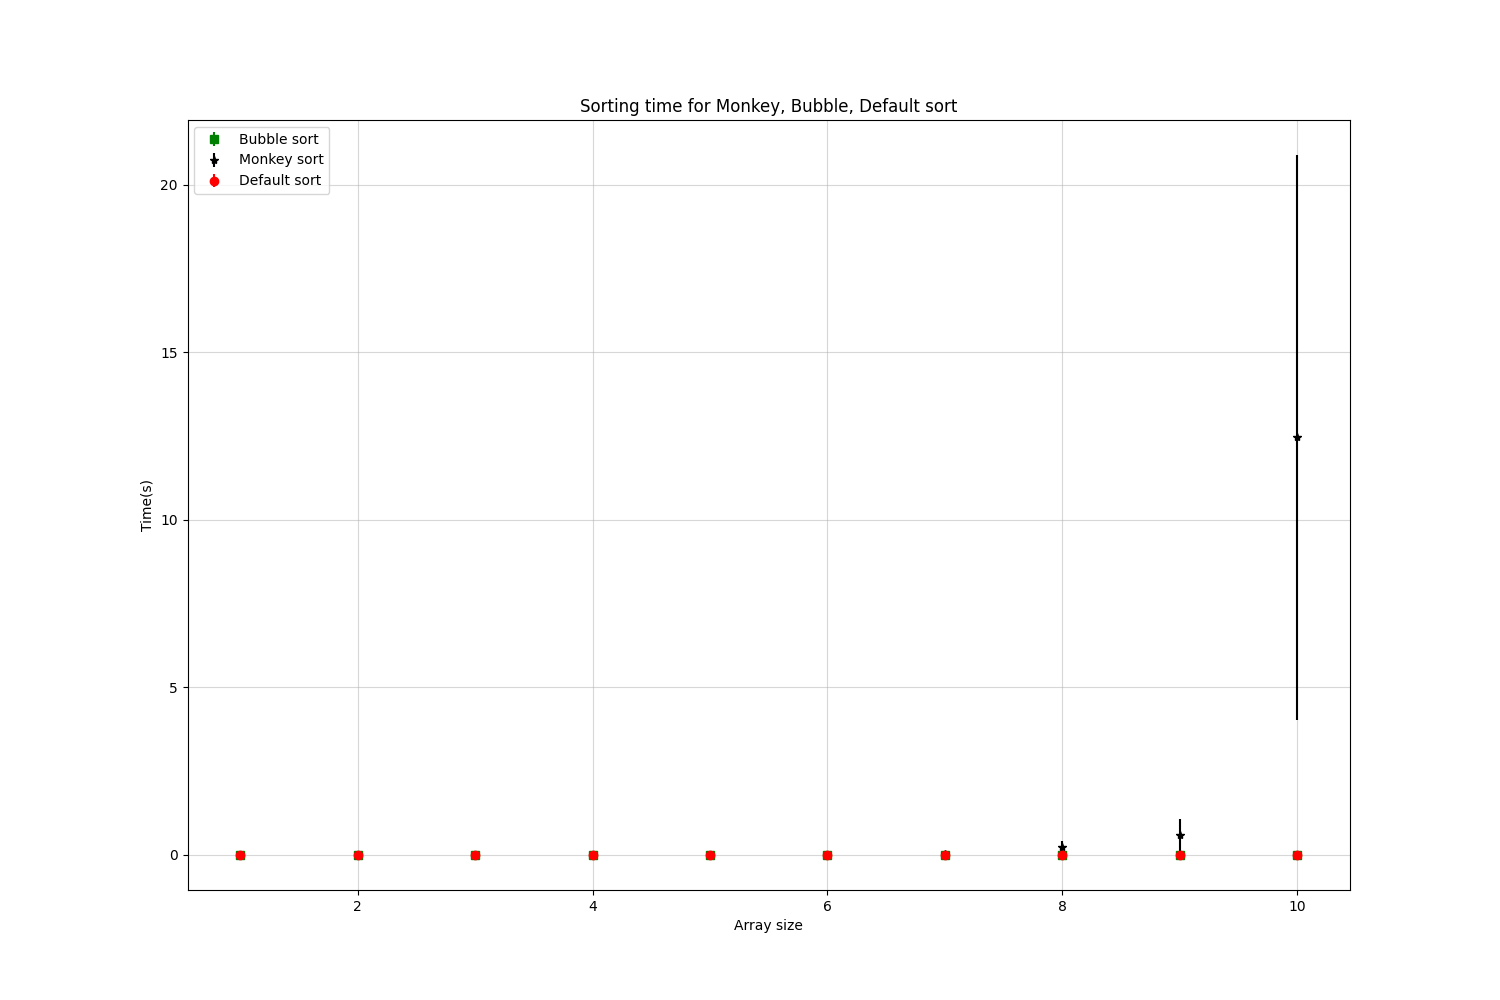 Sorting time for Monkey, Bubble, Default sort
Bubble sort
Monkey sort
Default sort
20
15
10
5
0
Time(s)
2 4 6 8 10
Array size